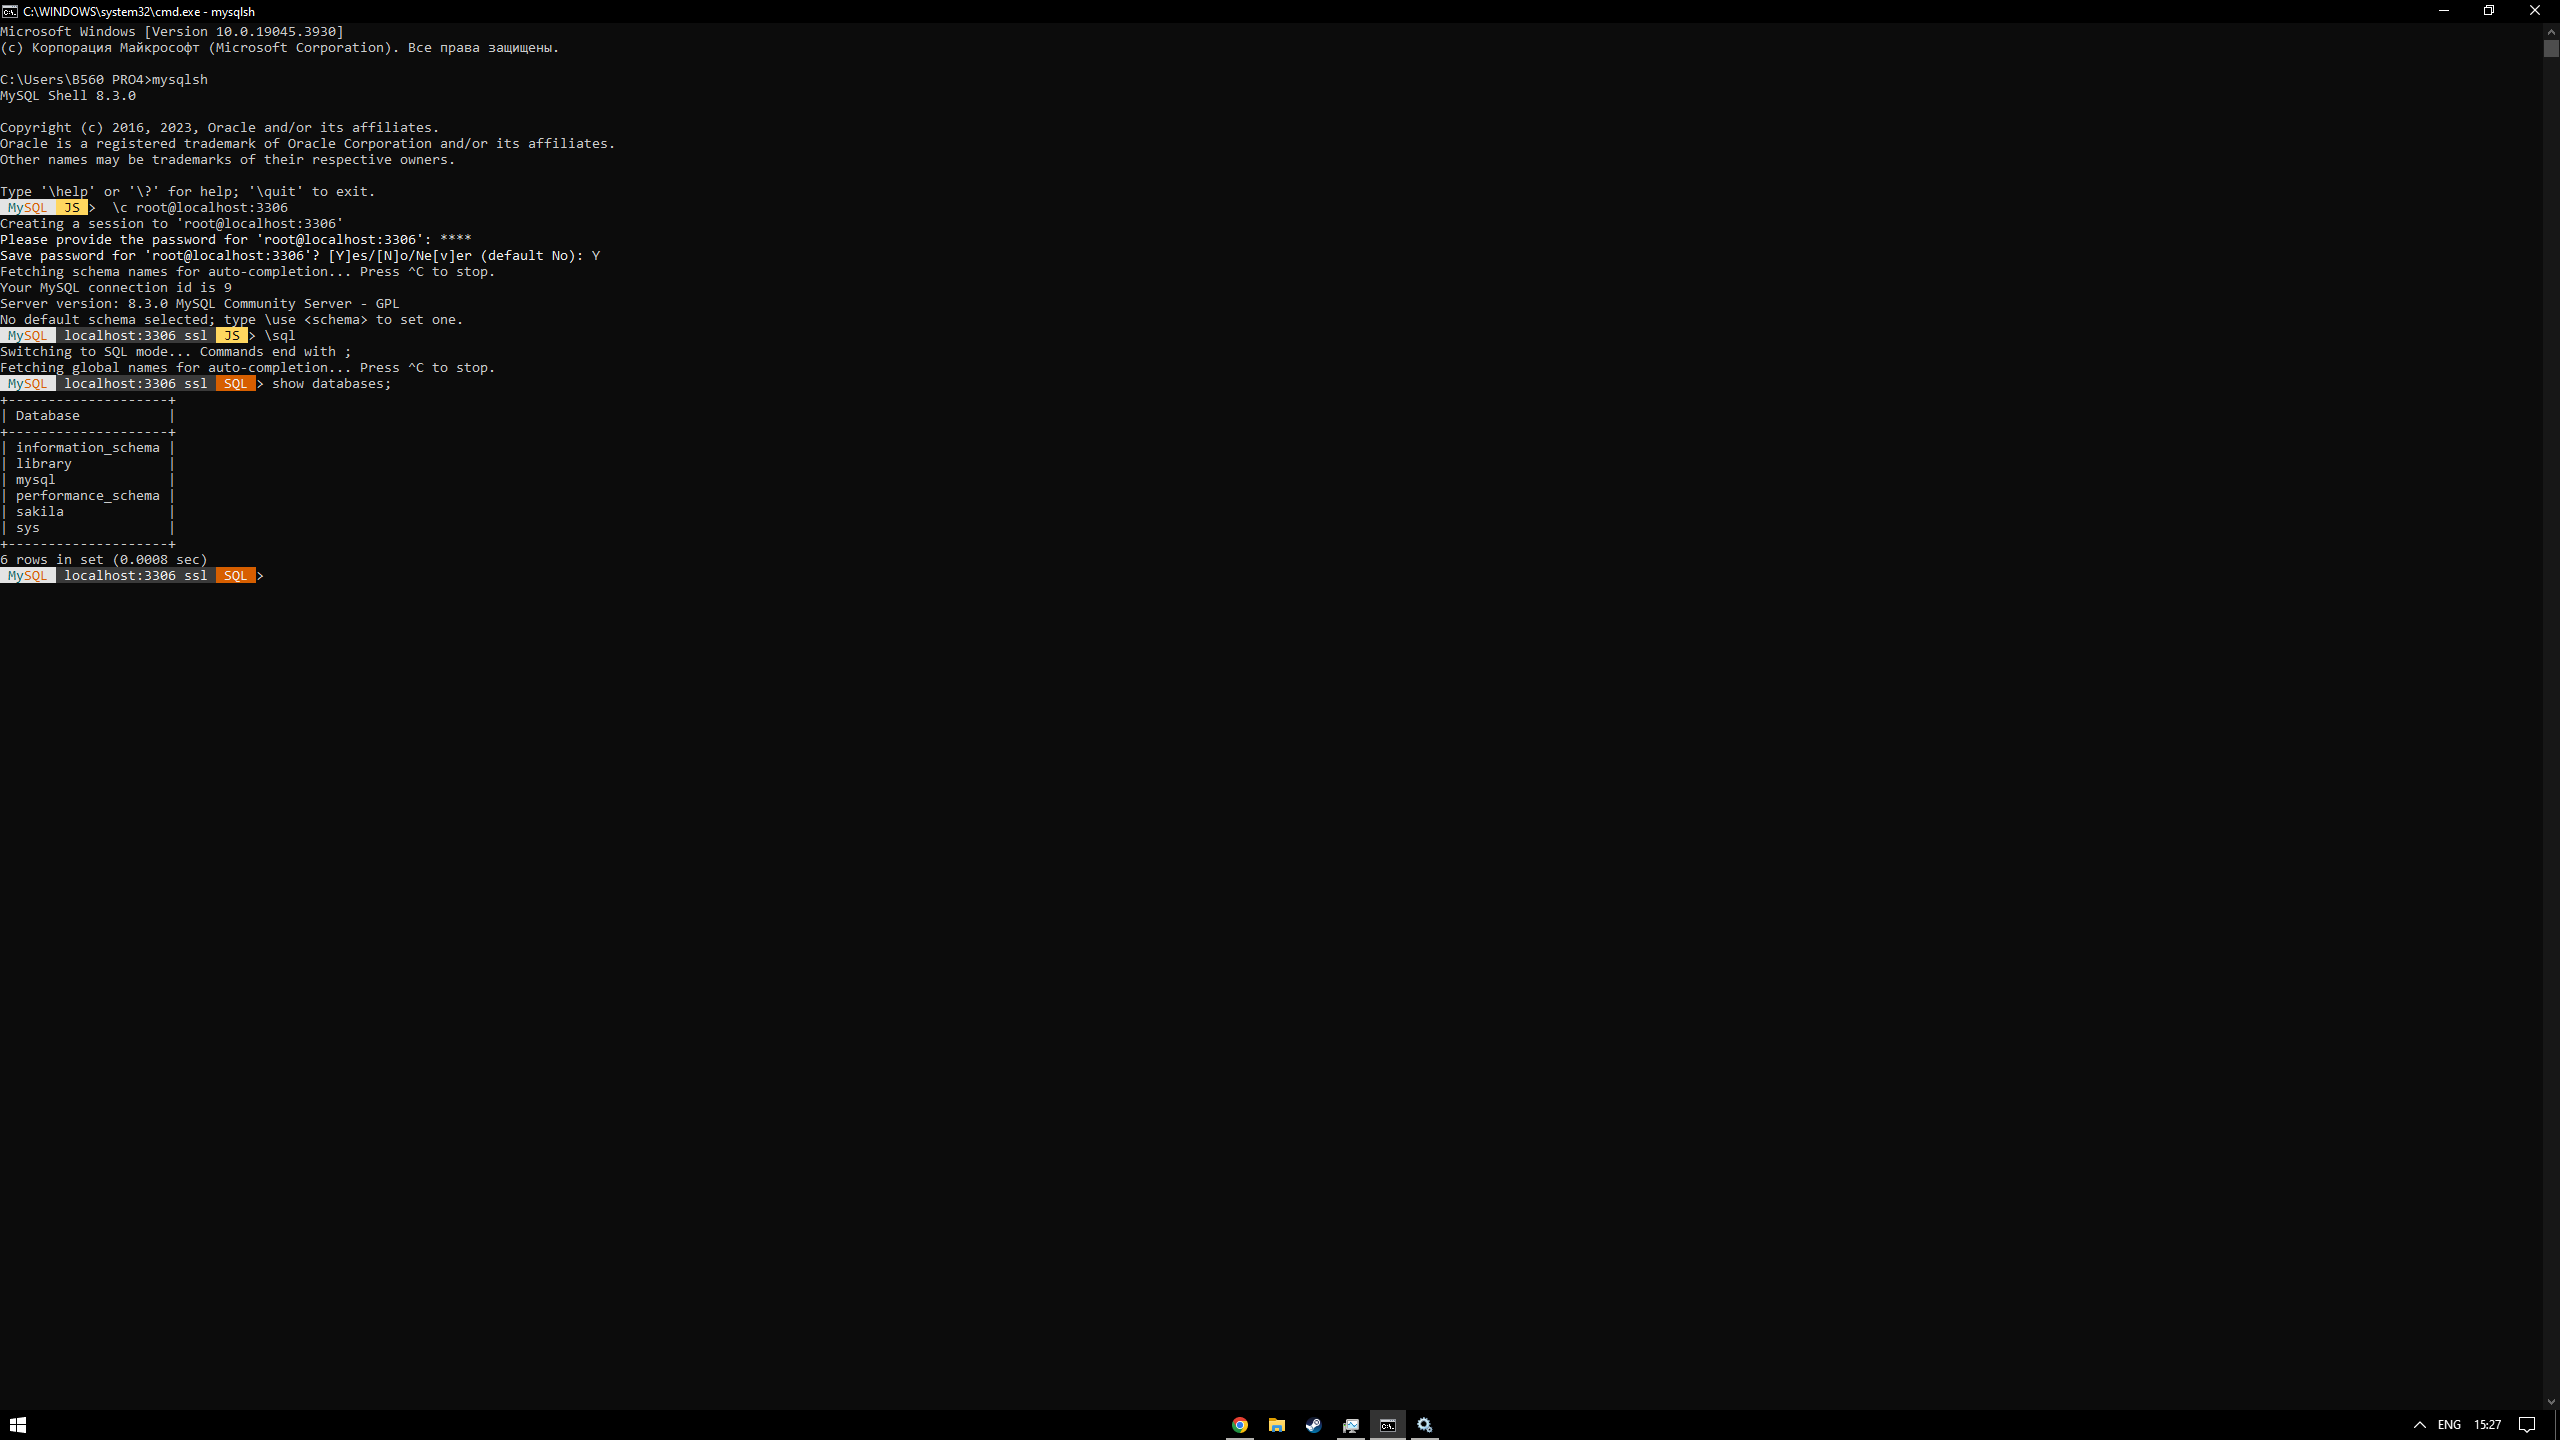 C:\WINDOWS\system32\cmd.exe - mysqlsh
Microsoft Windows [Version 10.0.19045.3930]
(c) Корпорация Майкрософт (Microsoft Corporation). Все права защищены.
C:\Users\B560 PRO4>mysqlsh
MySQL Shell 8.3.0
Copyright (c) 2016, 2023, Oracle and/or its affiliates.
Oracle is a registered trademark of Oracle Corporation and/or its affiliates.
Other names may be trademarks of their respective owners.
Type '\help' or '\?' for help; '\quit' to exit.
MySQL JS > \c root@localhost:3306
Creating a session to 'root@localhost:3306'
Please provide the password for 'root@localhost:3306': ****
Save password for 'root@localhost:3306'? [Y]es/[N]o/Ne[v]er (default No): Y
Fetching schema names for auto-completion... Press ^C to stop.
Your MySQL connection id is 9
Server version: 8.3.0 MySQL Community Server - GPL
No default schema selected; type \use <schema> to set one.
MySQL localhost:3306 ssl JS > \sql
Switching to SQL mode... Commands end with ;
Fetching global names for auto-completion... Press ^C to stop.
MySQL localhost:3306 ssl SQL > show databases;
+--------------------+
| Database           |
+--------------------+
| information_schema |
| library            |
| mysql              |
| performance_schema |
| sakila             |
| sys                |
+--------------------+
6 rows in set (0.0008 sec)
MySQL localhost:3306 ssl SQL >
ENG 15:27